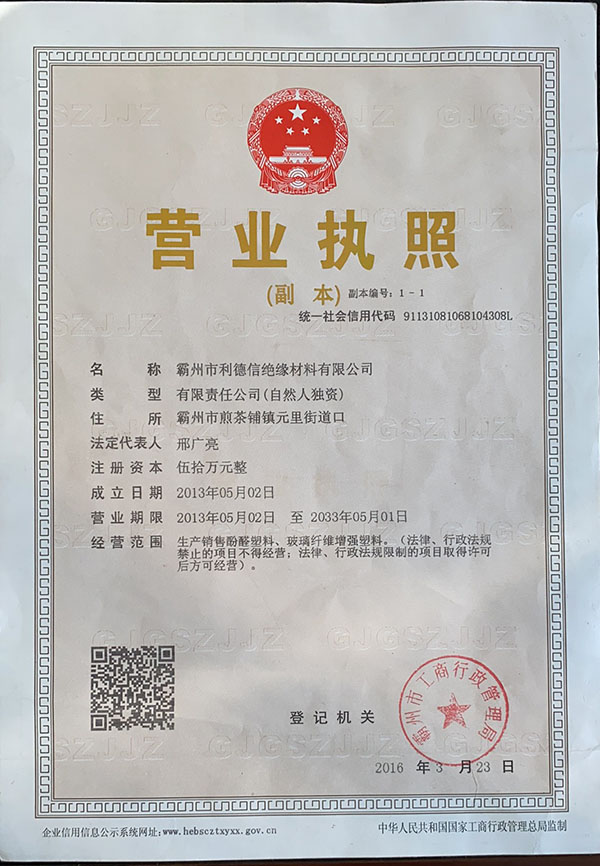 营业执照
(副 本) 副本编号：1-1
统一社会信用代码 91131081068104308L
名 称 霸州市利德信绝缘材料有限公司
类 型 有限责任公司(自然人独资)
住 所 霸州市煎茶铺镇元里街道口
法定代表人 邢广亮
注册资本 伍拾万元整
成立日期 2013年05月02日
营业期限 2013年05月02日 至 2033年05月01日
经营范围 生产销售酚醛塑料、玻璃纤维增强塑料。（法律、行政法规
禁止的项目不得经营；法律、行政法规限制的项目取得许可
后方可经营）。
登记机关
霸州市工商行政管理局
2016 年 3 月 23 日
企业信用信息公示系统网址：www.hebscztxyxx.gov.cn
中华人民共和国国家工商行政管理总局监制
GJGSZJJZ